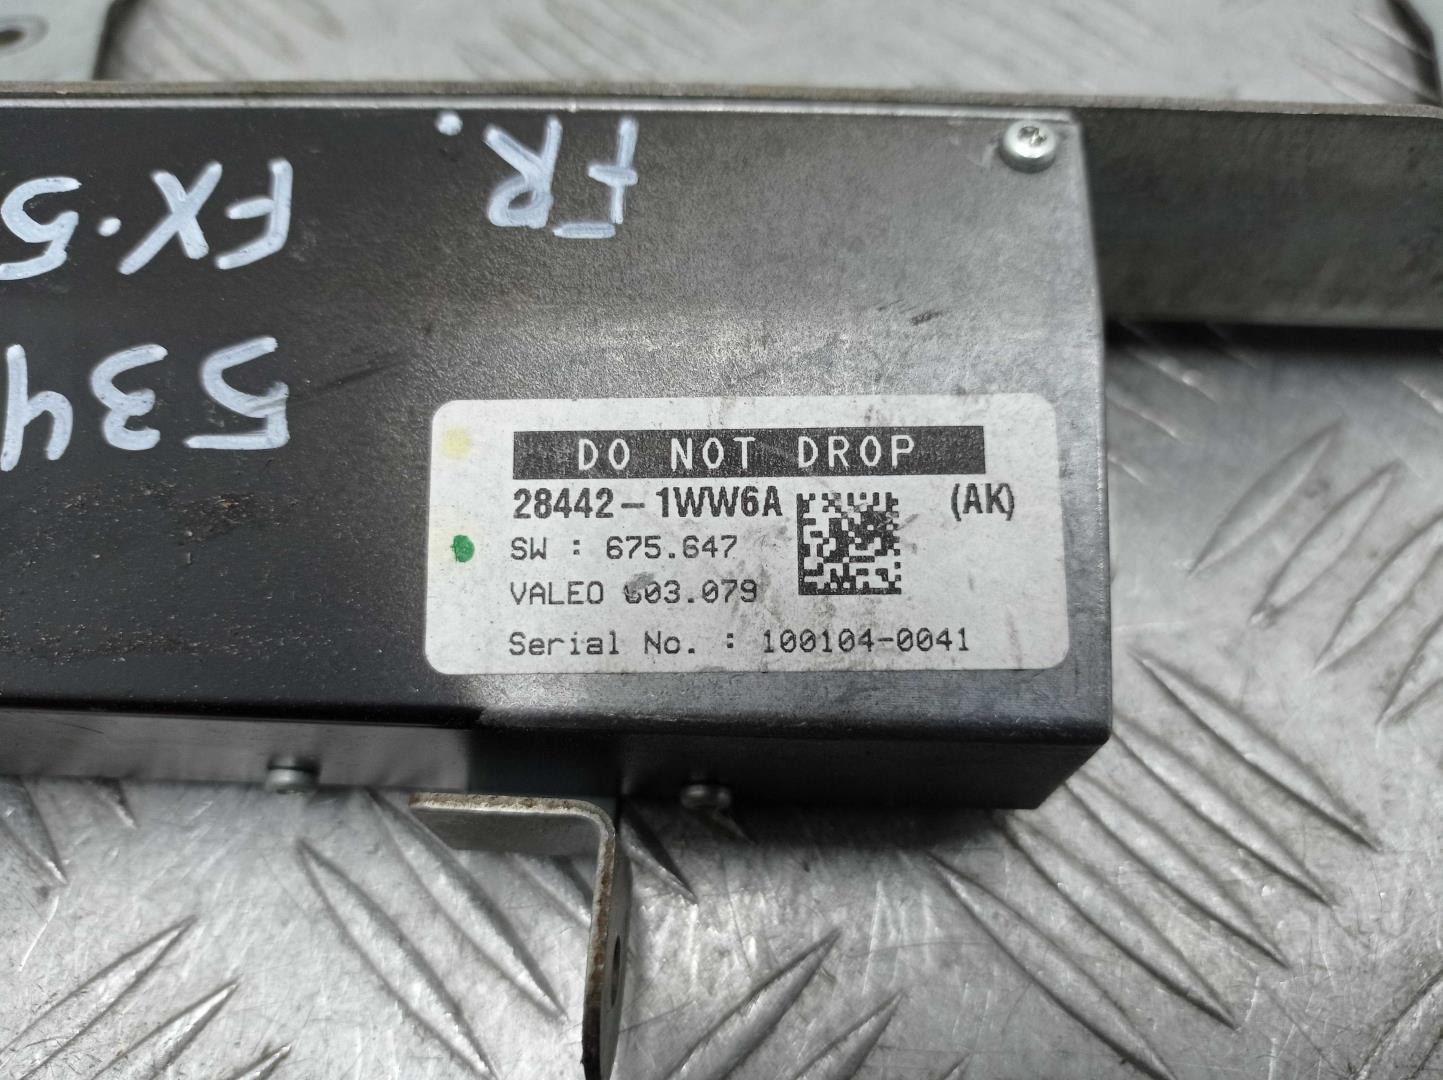 FR.
FX·5
534
DO NOT DROP
28442-1WW6A (AK)
SW : 675.647
VALEO 603.079
Serial No. : 100104-0041